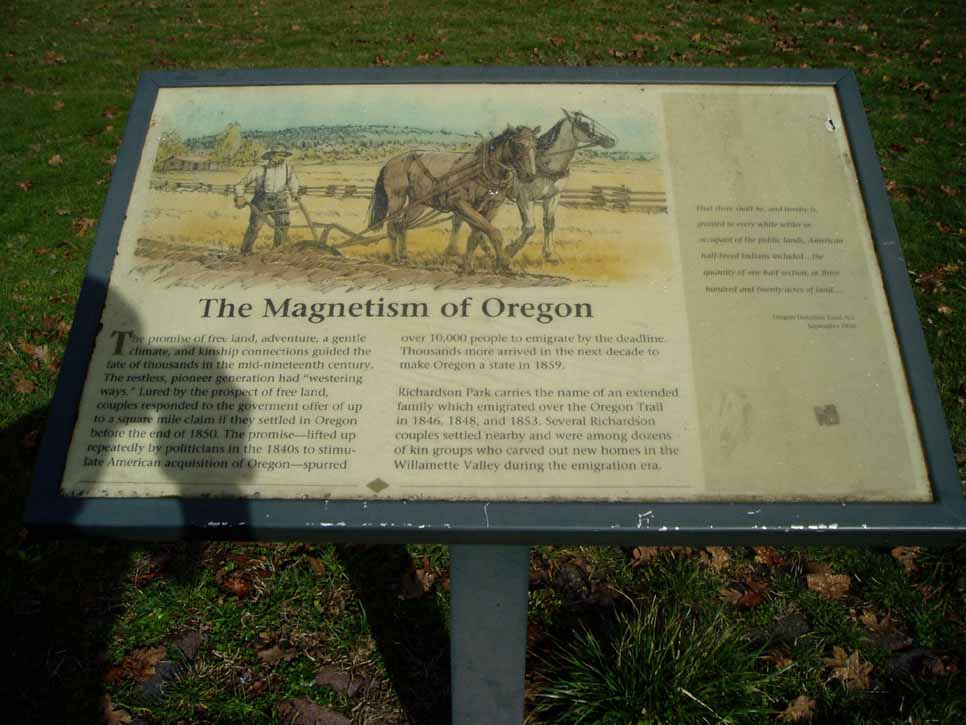 The Magnetism of Oregon
The promise of free land, adventure, a gentle
climate, and kinship connections guided the
fate of thousands in the mid-nineteenth century.
The restless, pioneer generation had "westering
ways." Lured by the prospect of free land,
couples responded to the goverment offer of up
to a square mile claim if they settled in Oregon
before the end of 1850. The promise—lifted up
repeatedly by politicians in the 1840s to stimu-
late American acquisition of Oregon—spurred
over 10,000 people to emigrate by the deadline.
Thousands more arrived in the next decade to
make Oregon a state in 1859.
Richardson Park carries the name of an extended
family which emigrated over the Oregon Trail
in 1846, 1848, and 1853. Several Richardson
couples settled nearby and were among dozens
of kin groups who carved out new homes in the
Willamette Valley during the emigration era.
That there shall be, and hereby is,
granted to every white settler or
occupant of the public lands, American
half-breed Indians included...the
quantity of one half section, or three
hundred and twenty acres of land....
Oregon Donation Land Act
September 1850